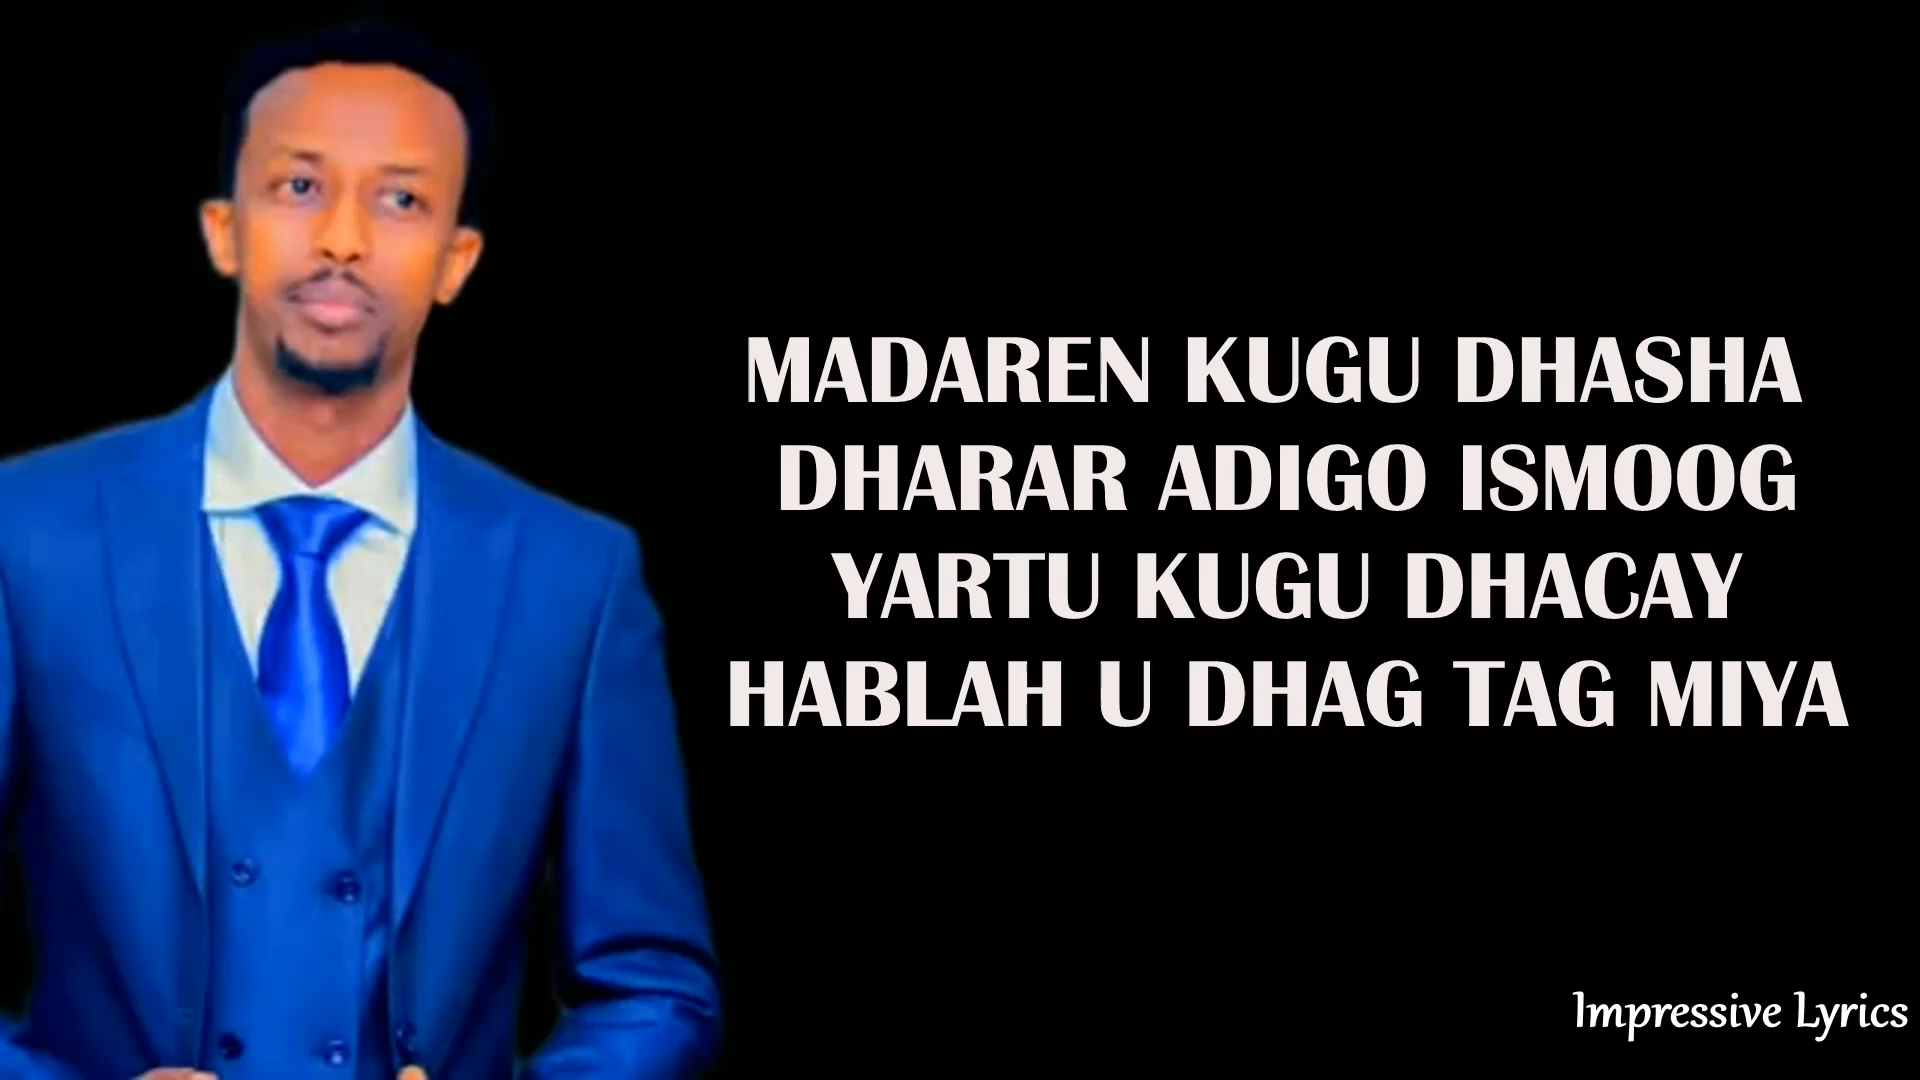 MADAREN KUGU DHASHA
DHARAR ADIGO ISMOOG
YARTU KUGU DHACAY
HABLAH U DHAG TAG MIYA
Impressive Lyrics